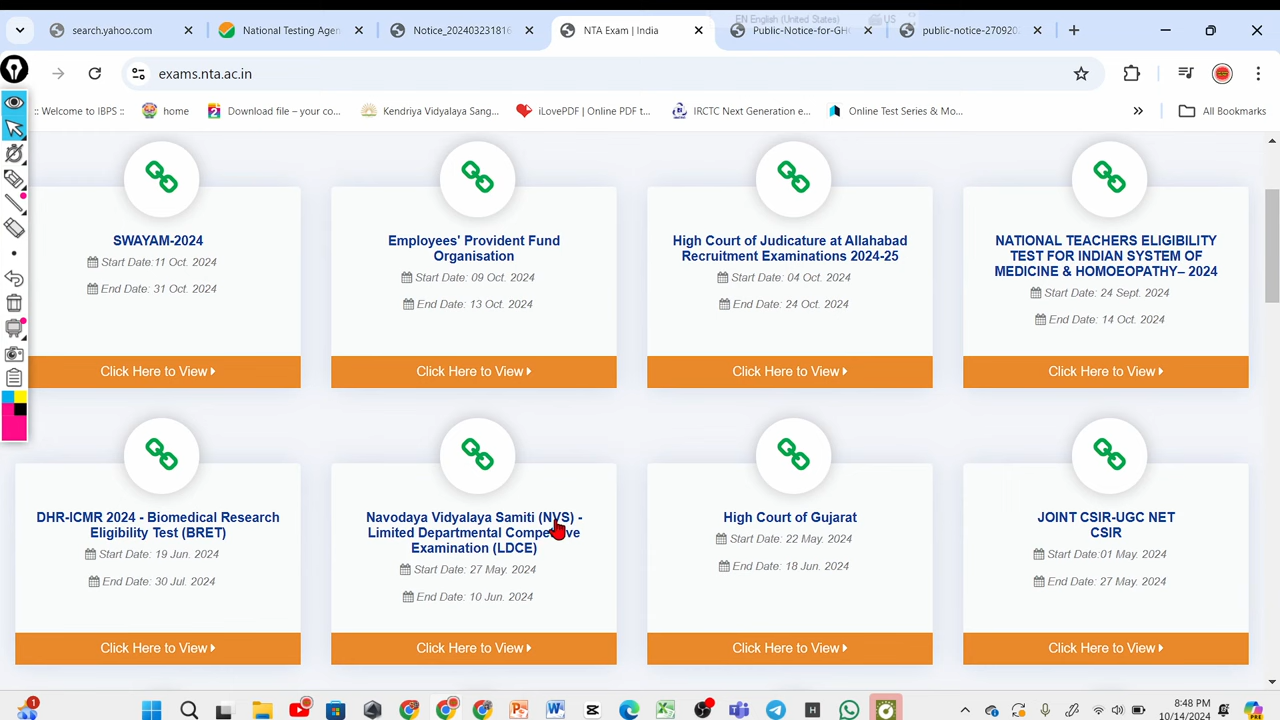 EN English (United States)
US
search.yahoo.com
National Testing Agen
Notice_20240323181
NTA Exam | India
Public-Notice-for-GHC
public-notice-270920
exams.nta.ac.in
:: Welcome to IBPS ::
home
Download file – your co...
Kendriya Vidyalaya Sang...
iLovePDF | Online PDF t...
IRCTC Next Generation e...
Online Test Series & Mo...
»
All Bookmarks
SWAYAM-2024
Start Date:11 Oct. 2024
End Date: 31 Oct. 2024
Click Here to View
Employees' Provident Fund
Organisation
Start Date: 09 Oct. 2024
End Date: 13 Oct. 2024
Click Here to View
High Court of Judicature at Allahabad
Recruitment Examinations 2024-25
Start Date: 04 Oct. 2024
End Date: 24 Oct. 2024
Click Here to View
NATIONAL TEACHERS ELIGIBILITY
TEST FOR INDIAN SYSTEM OF
MEDICINE & HOMOEOPATHY– 2024
Start Date: 24 Sept. 2024
End Date: 14 Oct. 2024
Click Here to View
DHR-ICMR 2024 - Biomedical Research
Eligibility Test (BRET)
Start Date: 19 Jun. 2024
End Date: 30 Jul. 2024
Click Here to View
Navodaya Vidyalaya Samiti (NVS) -
Limited Departmental Competitive
Examination (LDCE)
Start Date: 27 May. 2024
End Date: 10 Jun. 2024
Click Here to View
High Court of Gujarat
Start Date: 22 May. 2024
End Date: 18 Jun. 2024
Click Here to View
JOINT CSIR-UGC NET
CSIR
Start Date:01 May. 2024
End Date: 27 May. 2024
Click Here to View
1
8:48 PM
10/14/2024